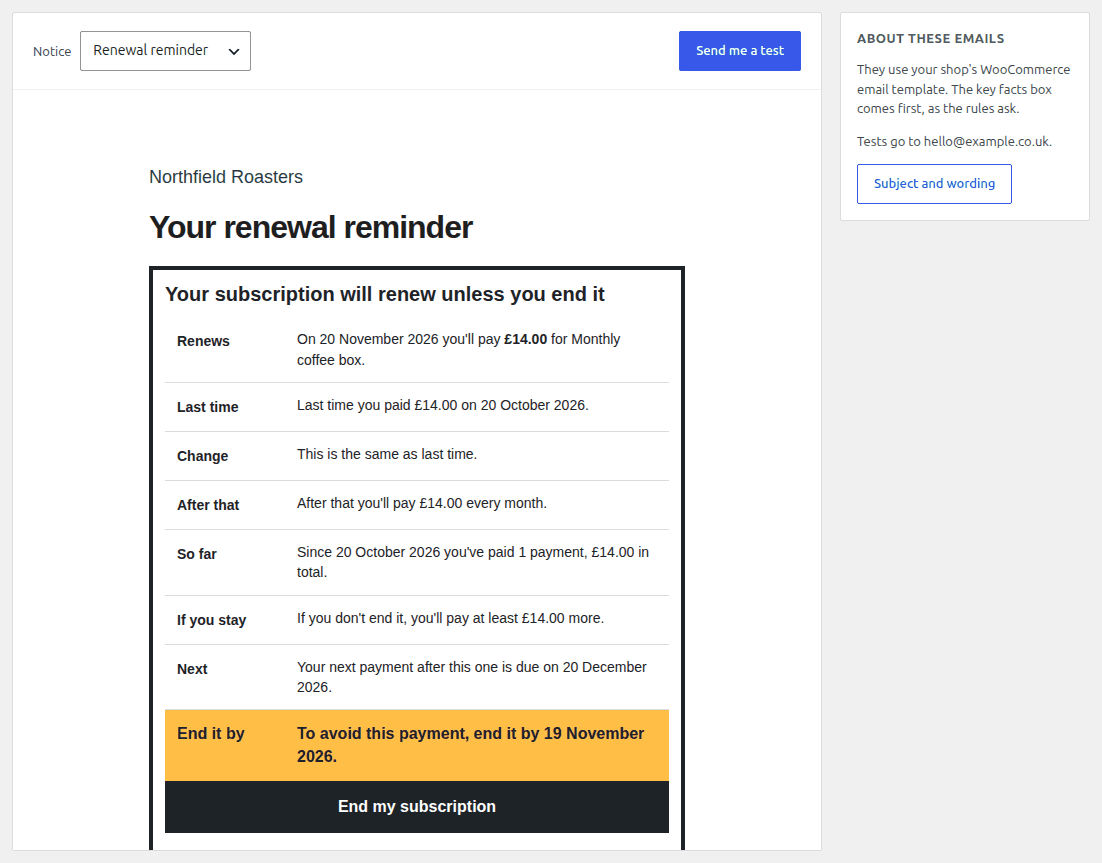 Notice
Renewal reminder
Send me a test
Northfield Roasters
Your renewal reminder
Your subscription will renew unless you end it
Renews
On 20 November 2026 you'll pay £14.00 for Monthly
coffee box.
Last time
Last time you paid £14.00 on 20 October 2026.
Change
This is the same as last time.
After that
After that you'll pay £14.00 every month.
So far
Since 20 October 2026 you've paid 1 payment, £14.00 in
total.
If you stay
If you don't end it, you'll pay at least £14.00 more.
Next
Your next payment after this one is due on 20 December
2026.
End it by
To avoid this payment, end it by 19 November
2026.
End my subscription
ABOUT THESE EMAILS
They use your shop's WooCommerce
email template. The key facts box
comes first, as the rules ask.
Tests go to hello@example.co.uk.
Subject and wording